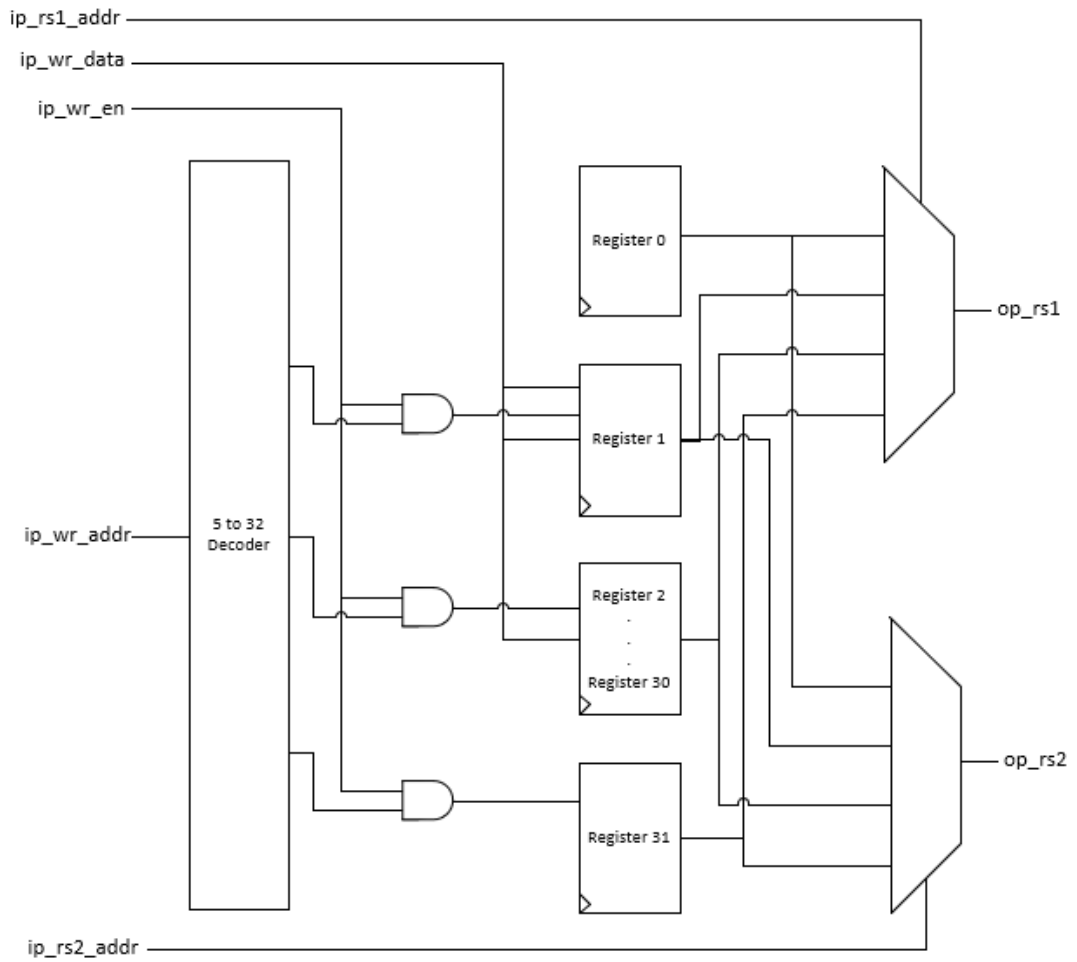 ip_rs1_addr
ip_wr_data
ip_wr_en
Register 0
op_rs1
Register 1
ip_wr_addr
5 to 32
Decoder
Register 2
.
.
.
Register 30
op_rs2
Register 31
ip_rs2_addr